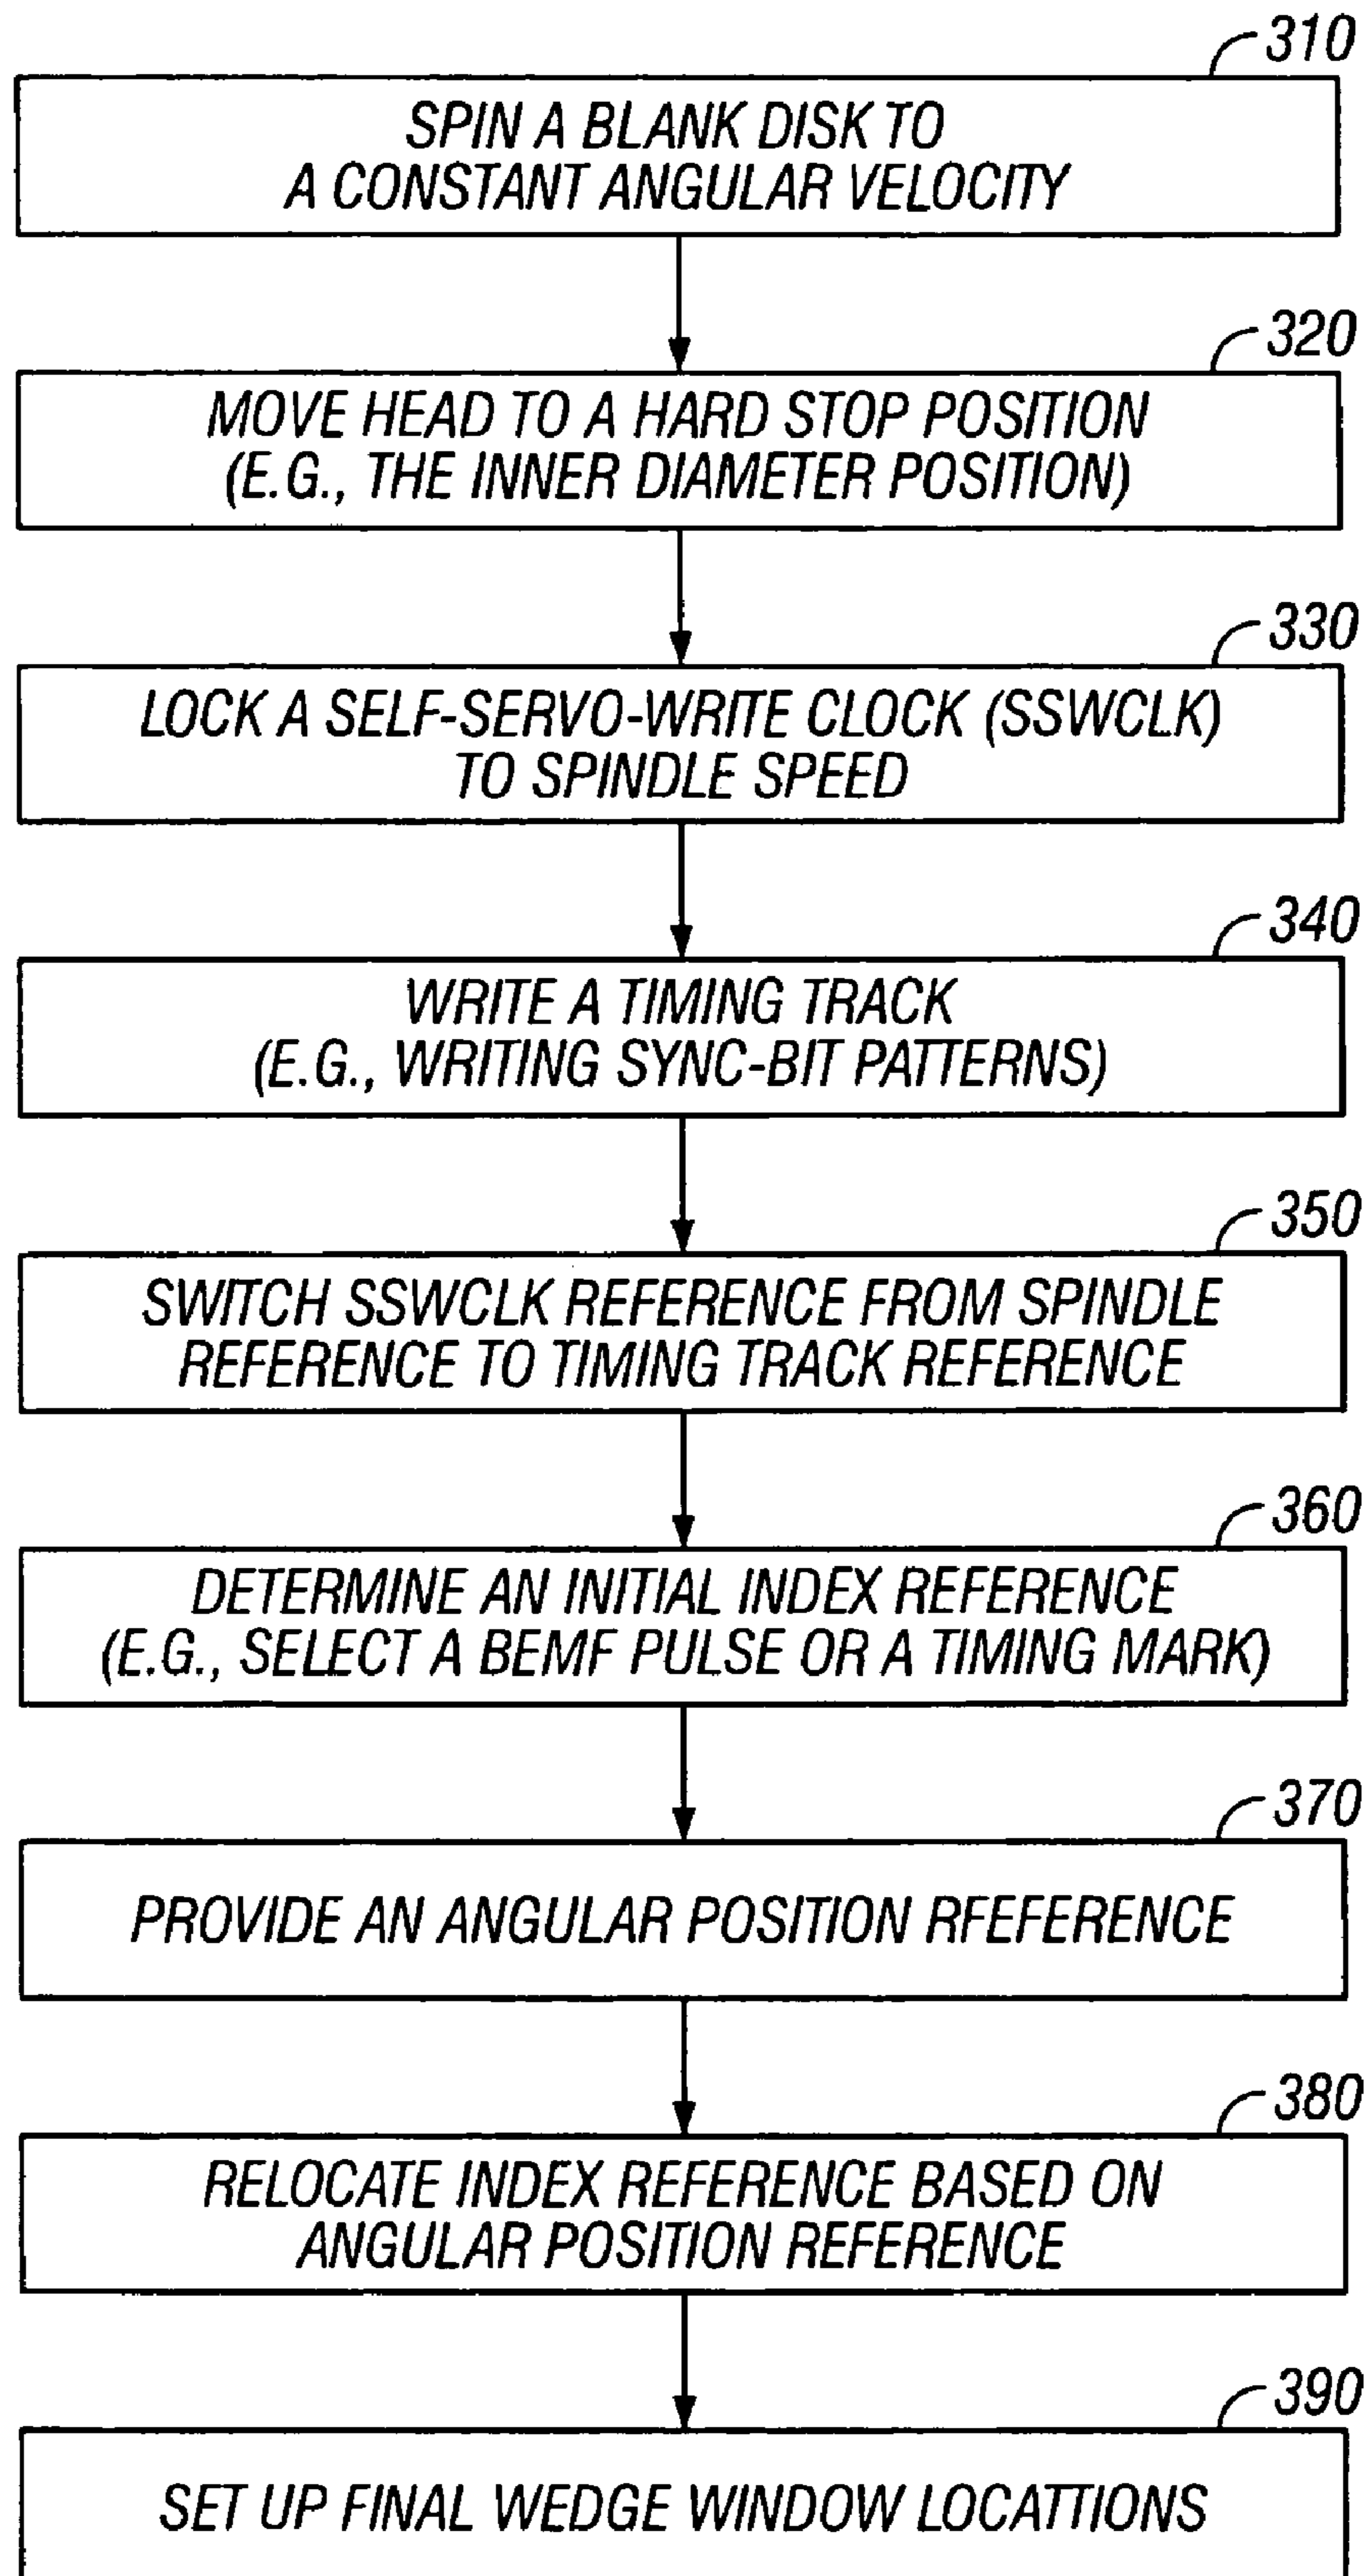 310
SPIN A BLANK DISK TO
A CONSTANT ANGULAR VELOCITY
320
MOVE HEAD TO A HARD STOP POSITION
(E.G., THE INNER DIAMETER POSITION)
330
LOCK A SELF-SERVO-WRITE CLOCK (SSWCLK)
TO SPINDLE SPEED
340
WRITE A TIMING TRACK
(E.G., WRITING SYNC-BIT PATTERNS)
350
SWITCH SSWCLK REFERENCE FROM SPINDLE
REFERENCE TO TIMING TRACK REFERENCE
360
DETERMINE AN INITIAL INDEX REFERENCE
(E.G., SELECT A BEMF PULSE OR A TIMING MARK)
370
PROVIDE AN ANGULAR POSITION RFEFERENCE
380
RELOCATE INDEX REFERENCE BASED ON
ANGULAR POSITION REFERENCE
390
SET UP FINAL WEDGE WINDOW LOCATTIONS